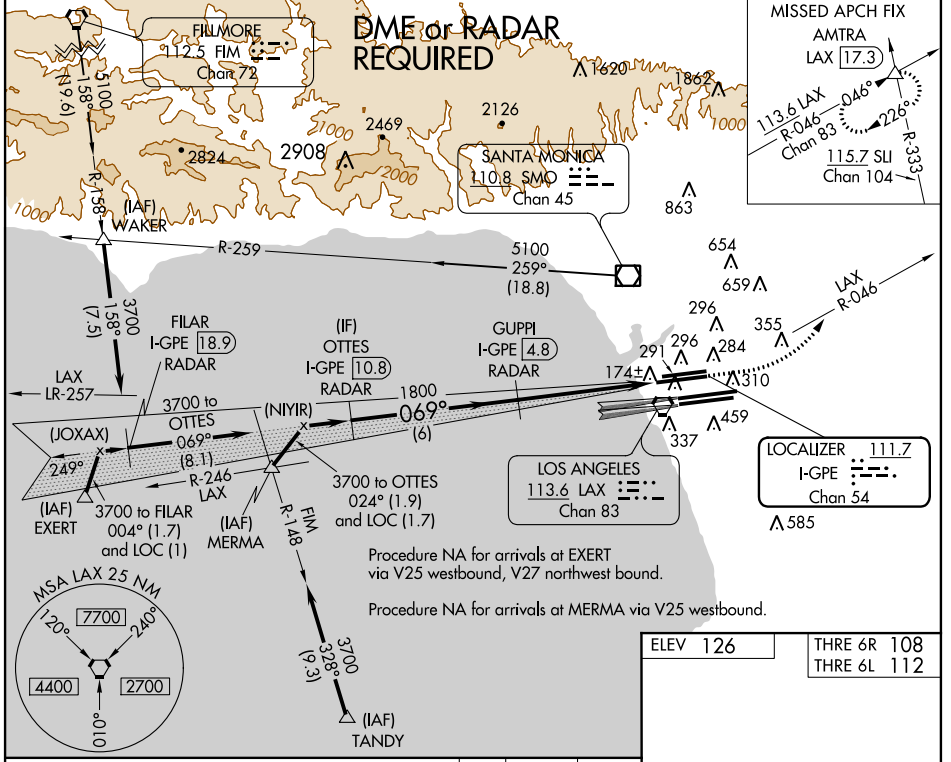 DME or RADAR
REQUIRED
FILLMORE
112.5 FIM
Chan 72
MISSED APCH FIX
AMTRA
LAX 17.3
113.6 LAX
R-046
Chan 83
046°
226°
R-333
115.7 SLI
Chan 104
5100
158°
(19.6)
R-158
1620
1862
2126
2469
1000
1000
2908
2824
2000
1000
SANTA MONICA
110.8 SMO
Chan 45
863
(IAF)
WAKER
R-259
5100
259°
(18.8)
654
659
LAX
R-046
3700
158°
(7.5)
FILAR
I-GPE 18.9
RADAR
(IF)
OTTES
I-GPE 10.8
RADAR
GUPPI
I-GPE 4.8
RADAR
296
355
291
296
284
174±
310
LAX
LR-257
3700 to
OTTES
069°
(8.1)
(NIYIR)
1800
069°
(6)
(JOXAX)
249°
R-246
LAX
337
459
LOCALIZER 111.7
I-GPE
Chan 54
LOS ANGELES
113.6 LAX
Chan 83
(IAF)
EXERT
3700 to FILAR
004° (1.7)
and LOC (1)
(IAF)
MERMA
FIM
R-148
3700 to OTTES
024° (1.9)
and LOC (1.7)
585
Procedure NA for arrivals at EXERT
via V25 westbound, V27 northwest bound.
Procedure NA for arrivals at MERMA via V25 westbound.
MSA LAX 25 NM
120°
7700
240°
4400
2700
010°
3700
328°
(9.3)
(IAF)
TANDY
ELEV 126
THRE 6R 108
THRE 6L 112